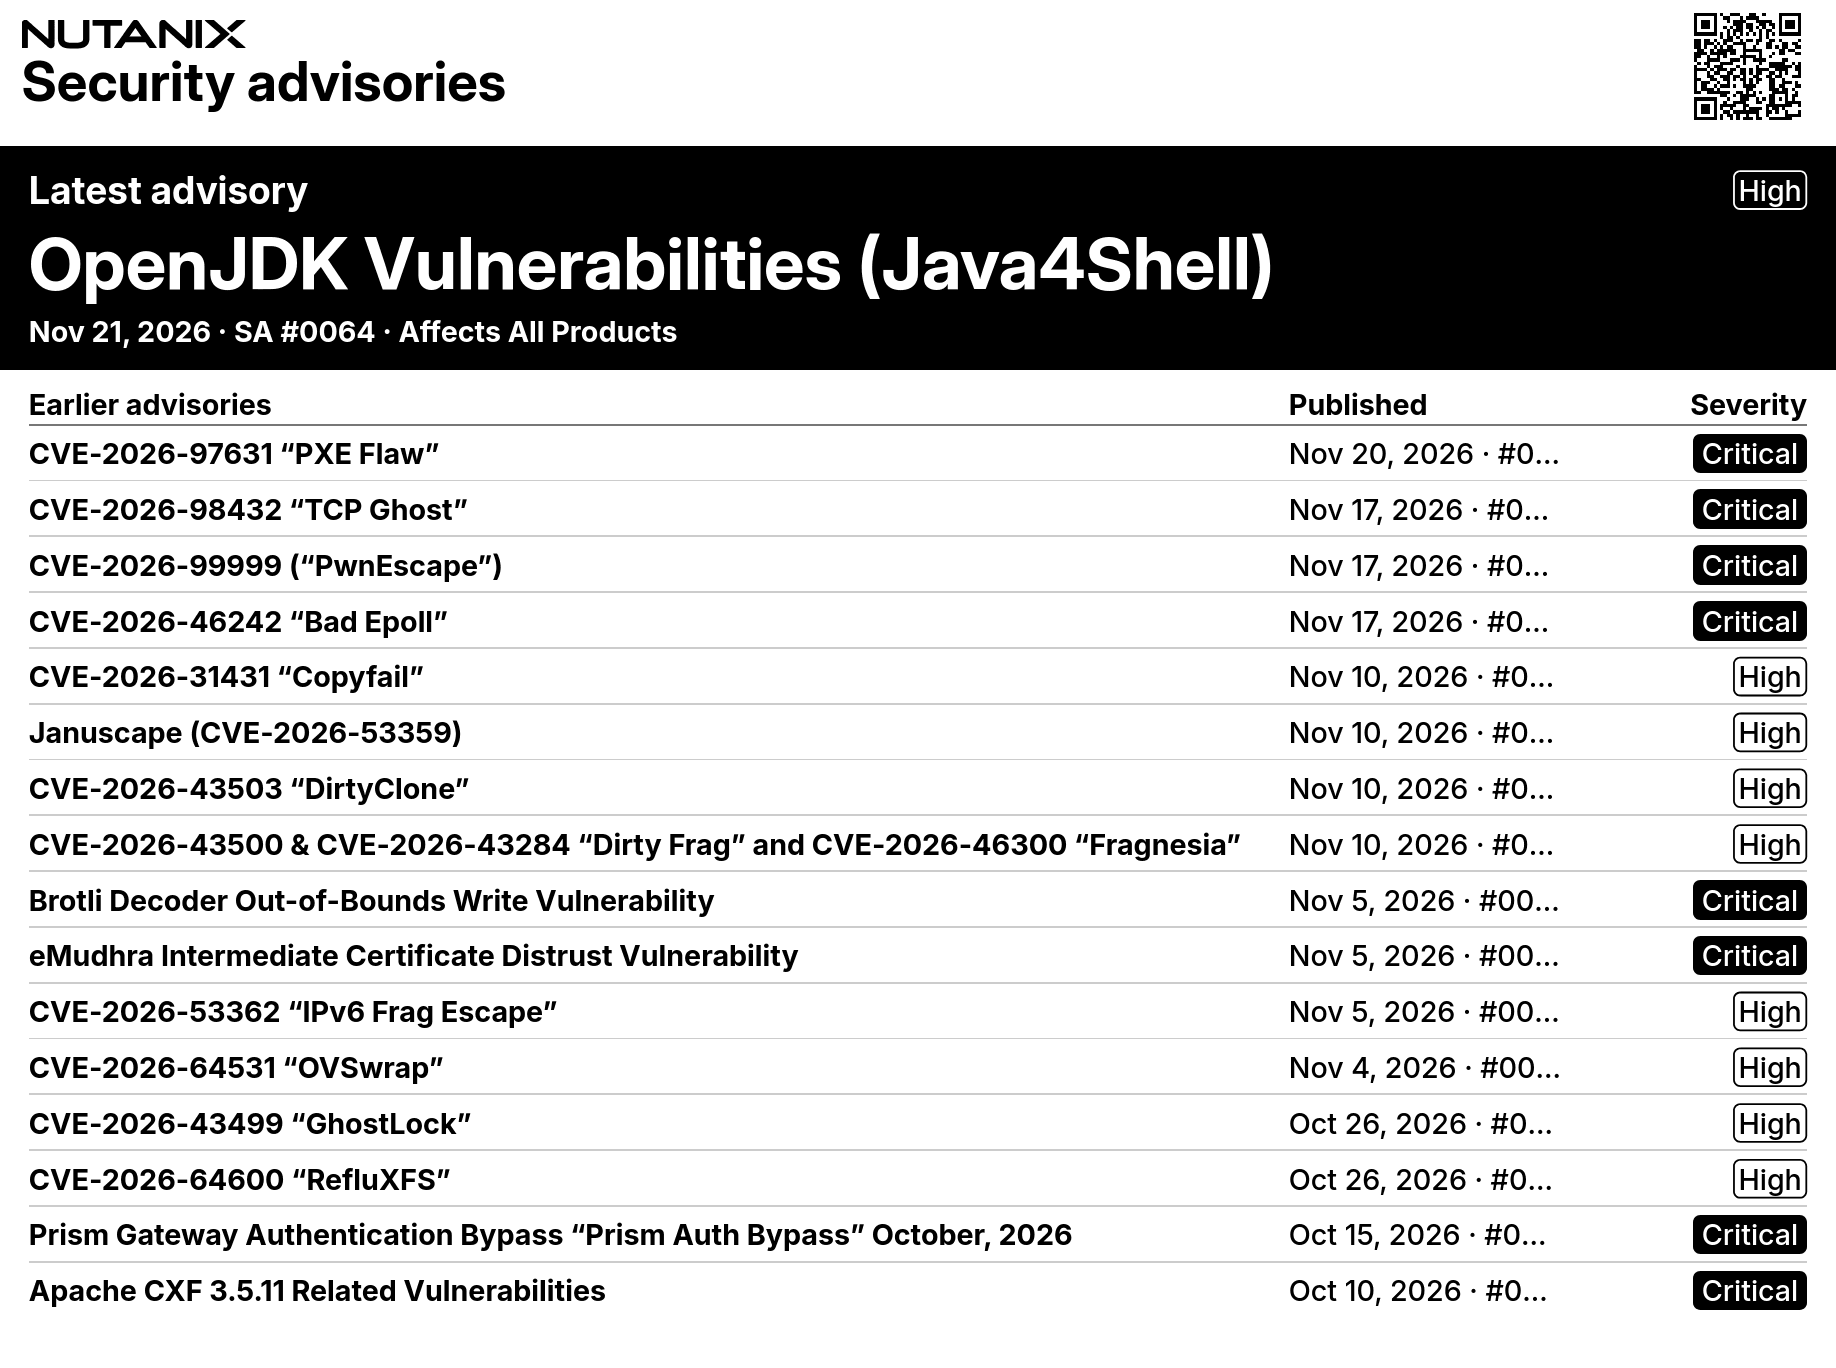 NUTANIX
Security advisories
Latest advisory High
OpenJDK Vulnerabilities (Java4Shell)
Nov 21, 2026 · SA #0064 · Affects All Products
Earlier advisories Published Severity
CVE-2026-97631 “PXE Flaw” Nov 20, 2026 · #0... Critical
CVE-2026-98432 “TCP Ghost” Nov 17, 2026 · #0... Critical
CVE-2026-99999 (“PwnEscape”) Nov 17, 2026 · #0... Critical
CVE-2026-46242 “Bad Epoll” Nov 17, 2026 · #0... Critical
CVE-2026-31431 “Copyfail” Nov 10, 2026 · #0... High
Januscape (CVE-2026-53359) Nov 10, 2026 · #0... High
CVE-2026-43503 “DirtyClone” Nov 10, 2026 · #0... High
CVE-2026-43500 & CVE-2026-43284 “Dirty Frag” and CVE-2026-46300 “Fragnesia” Nov 10, 2026 · #0... High
Brotli Decoder Out-of-Bounds Write Vulnerability Nov 5, 2026 · #00... Critical
eMudhra Intermediate Certificate Distrust Vulnerability Nov 5, 2026 · #00... Critical
CVE-2026-53362 “IPv6 Frag Escape” Nov 5, 2026 · #00... High
CVE-2026-64531 “OVSwrap” Nov 4, 2026 · #00... High
CVE-2026-43499 “GhostLock” Oct 26, 2026 · #0... High
CVE-2026-64600 “RefluXFS” Oct 26, 2026 · #0... High
Prism Gateway Authentication Bypass “Prism Auth Bypass” October, 2026 Oct 15, 2026 · #0... Critical
Apache CXF 3.5.11 Related Vulnerabilities Oct 10, 2026 · #0... Critical